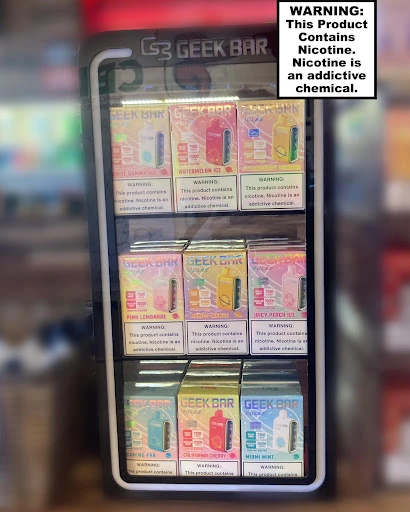 WARNING:
This Product
Contains
Nicotine.
Nicotine is
an addictive
chemical.
GEEK BAR
GEEK BAR
GEEK BAR
GEEK BAR
WATERMELON ICE
WARNING:
This product contains
nicotine. Nicotine is an
addictive chemical.
WARNING:
This product contains
nicotine. Nicotine is an
addictive chemical.
WARNING:
This product contains
nicotine. Nicotine is an
addictive chemical.
GEEK BAR
GEEK BAR
GEEK BAR
PINK LEMONADE
JUICY PEACH ICE
WARNING:
This product contains
nicotine. Nicotine is an
addictive chemical.
WARNING:
This product contains
nicotine. Nicotine is an
addictive chemical.
WARNING:
This product contains
nicotine. Nicotine is an
addictive chemical.
GEEK BAR
GEEK BAR
GEEK BAR
CALIFORNIA CHERRY
MIAMI MINT
WARNING:
This product contains
WARNING:
This product contains
WARNING:
This product contains